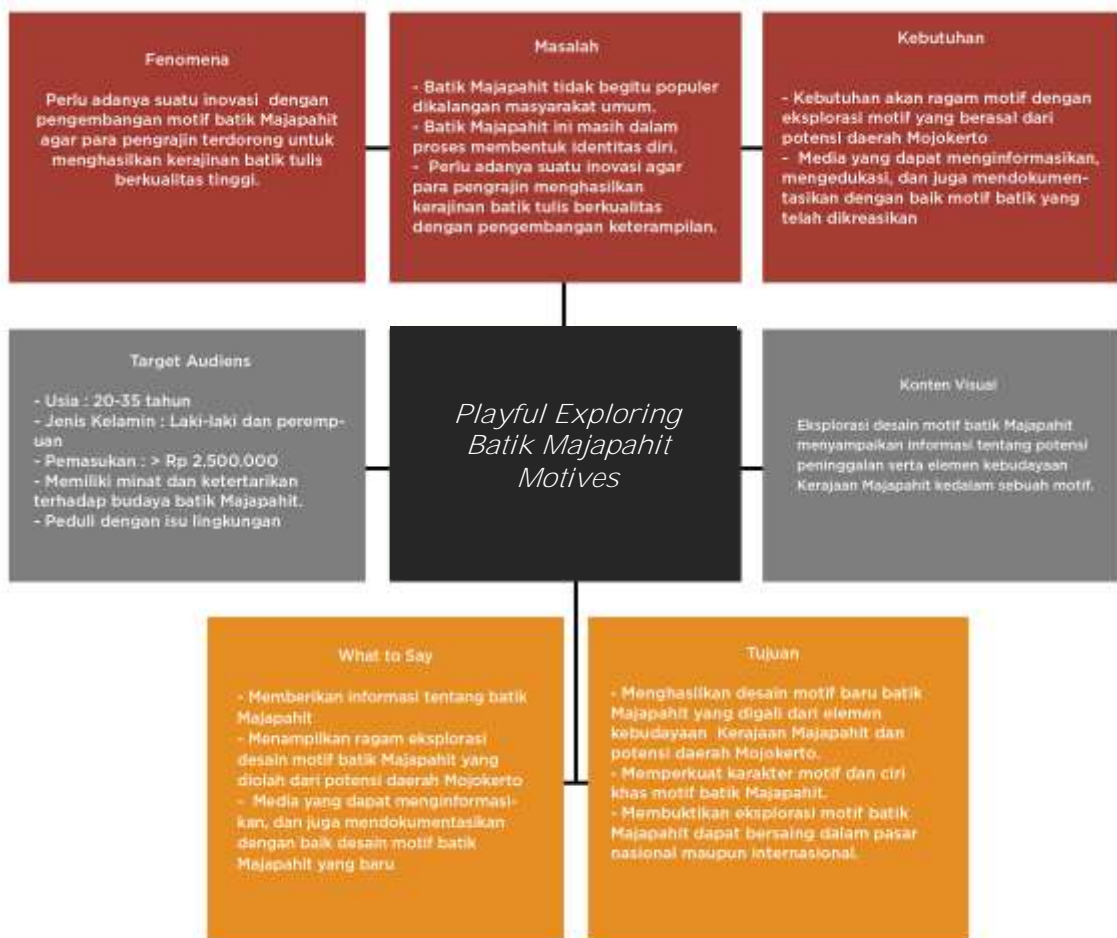 Fenomena
Perlu adanya suatu inovasi dengan
pengembangan motif batik Majapahit
agar para pengrajin terdorong untuk
menghasilkan kerajinan batik tulis
berkualitas tinggi.
Masalah
- Batik Majapahit tidak begitu populer
dikalangan masyarakat umum.
- Batik Majapahit ini masih dalam
proses membentuk identitas diri.
- Perlu adanya suatu inovasi agar
para pengrajin menghasilkan
kerajinan batik tulis berkualitas
dengan pengembangan keterampilan.
Kebutuhan
- Kebutuhan akan ragam motif dengan
eksplorasi motif yang berasal dari
potensi daerah Mojokerto
- Media yang dapat menginformasikan,
mengedukasi, dan juga mendokumen-
tasikan dengan baik motif batik yang
telah dikreasikan
Target Audiens
- Usia : 20-35 tahun
- Jenis Kelamin : Laki-laki dan peremp-
uan
- Pemasukan : > Rp 2.500.000
- Memiliki minat dan ketertarikan
terhadap budaya batik Majapahit.
- Peduli dengan isu lingkungan
Playful Exploring
Batik Majapahit
Motives
Konten Visual
Eksplorasi desain motif batik Majapahit
menyampaikan informasi tentang potensi
peninggalan serta elemen kebudayaan
Kerajaan Majapahit kedalam sebuah motif.
What to Say
- Memberikan informasi tentang batik
Majapahit
- Menampilkan ragam eksplorasi
desain motif batik Majapahit yang
diolah dari potensi daerah Mojokerto
- Media yang dapat menginformasi-
kan, dan juga mendokumentasikan
dengan baik desain motif batik
Majapahit yang baru
Tujuan
- Menghasilkan desain motif baru batik
Majapahit yang digali dari elemen
kebudayaan Kerajaan Majapahit dan
potensi daerah Mojokerto.
- Memperkuat karakter motif dan ciri
khas motif batik Majapahit.
- Membuktikan eksplorasi motif batik
Majapahit dapat bersaing dalam pasar
nasional maupun internasional.